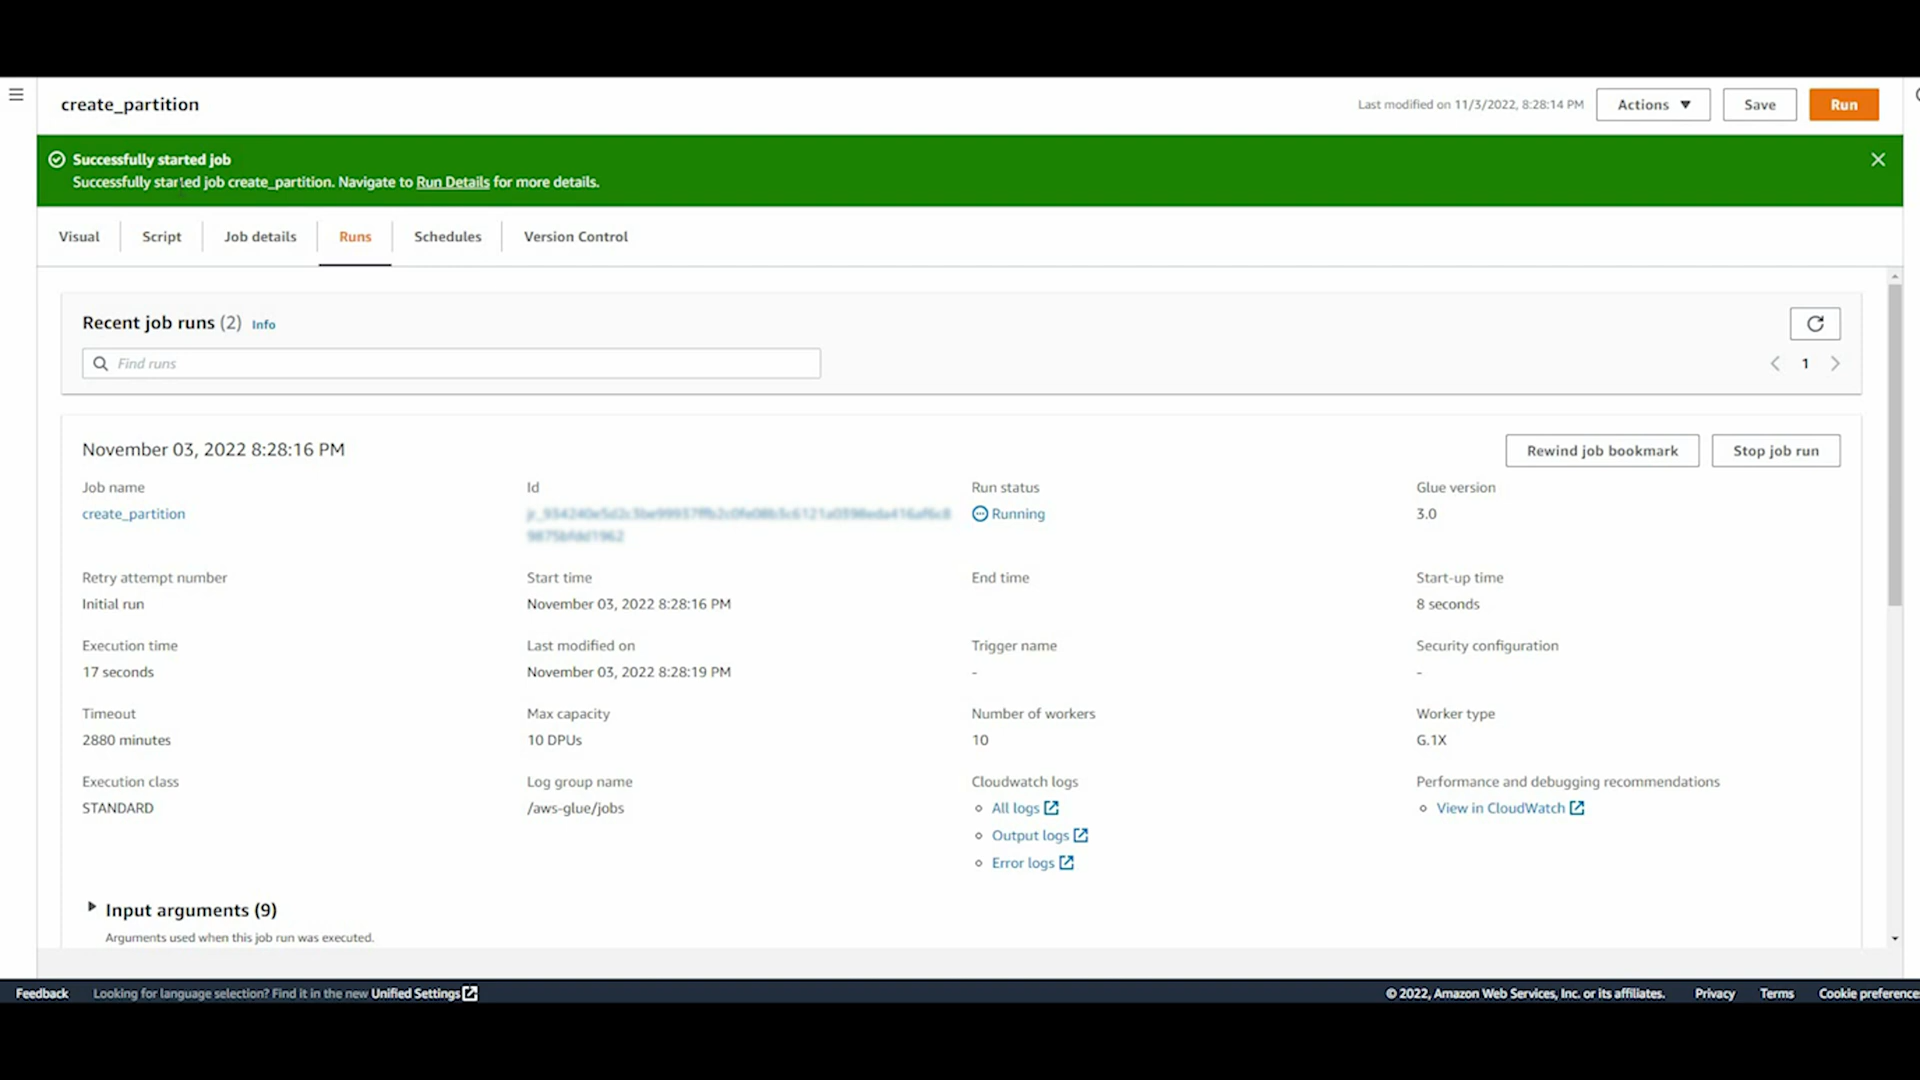 create_partition
Last modified on 11/3/2022, 8:28:14 PM
Actions
Save
Run
Successfully started job
Successfully started job create_partition. Navigate to Run Details for more details.
Visual
Script
Job details
Runs
Schedules
Version Control
Recent job runs (2) Info
Find runs
1
November 03, 2022 8:28:16 PM
Rewind job bookmark
Stop job run
Job name
Id
Run status
Glue version
create_partition
Running
3.0
Retry attempt number
Start time
End time
Start-up time
Initial run
November 03, 2022 8:28:16 PM
8 seconds
Execution time
Last modified on
Trigger name
Security configuration
17 seconds
November 03, 2022 8:28:19 PM
-
-
Timeout
Max capacity
Number of workers
Worker type
2880 minutes
10 DPUs
10
G.1X
Execution class
Log group name
Cloudwatch logs
Performance and debugging recommendations
STANDARD
/aws-glue/jobs
All logs
View in CloudWatch
Output logs
Error logs
Input arguments (9)
Arguments used when this job run was executed.
Feedback
Looking for language selection? Find it in the new Unified Settings
© 2022, Amazon Web Services, Inc. or its affiliates.
Privacy
Terms
Cookie preference